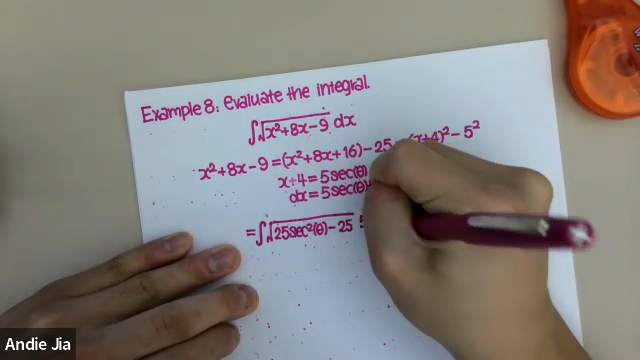 Example 8: Evaluate the integral.
∫√x²+8x-9 dx
x²+8x-9=(x²+8x+16)-25 (x+4)²-5²
x+4=5sec(θ)
dx=5sec(θ)
=∫√25sec²(θ)-25
Andie Jia